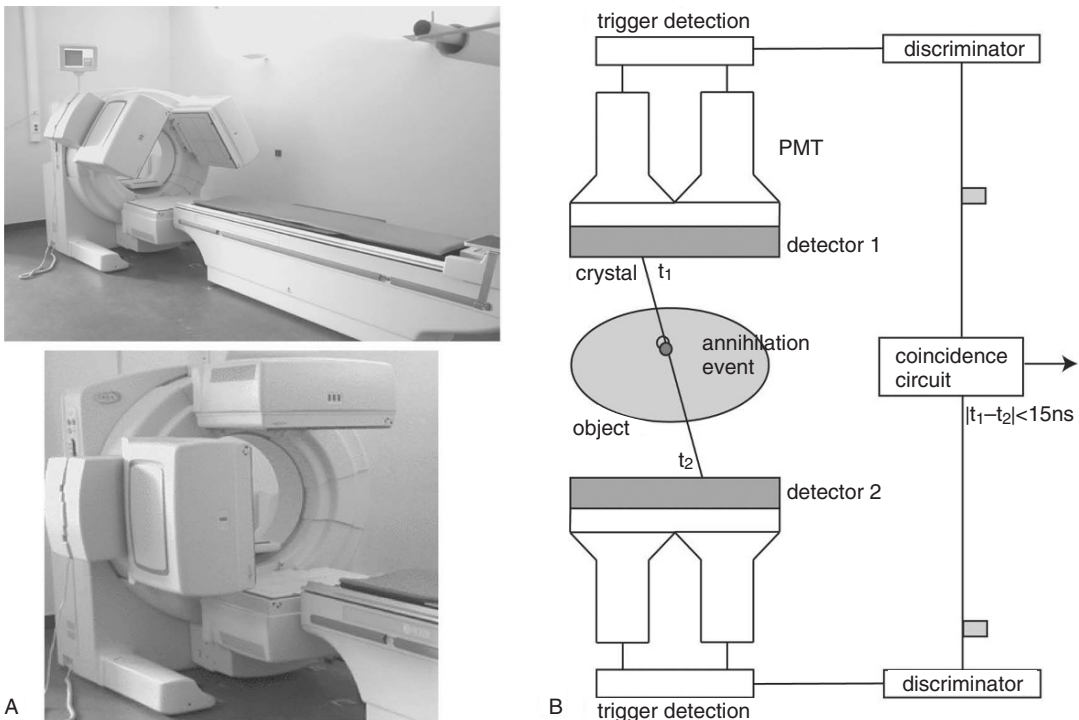 A
trigger detection
discriminator
PMT
detector 1
crystal
t₁
annihilation
event
coincidence
circuit
|t₁–t₂|<15ns
object
t₂
detector 2
discriminator
trigger detection
B